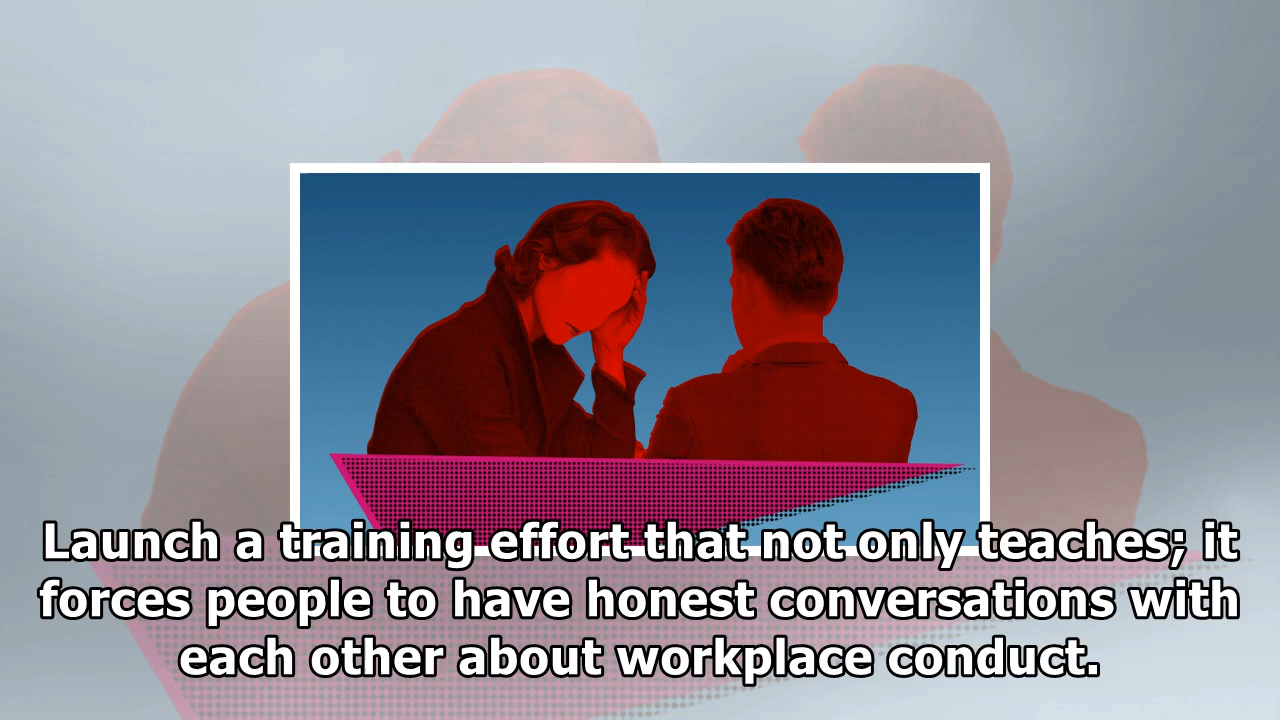 Launch a training effort that not only teaches; it
forces people to have honest conversations with
each other about workplace conduct.